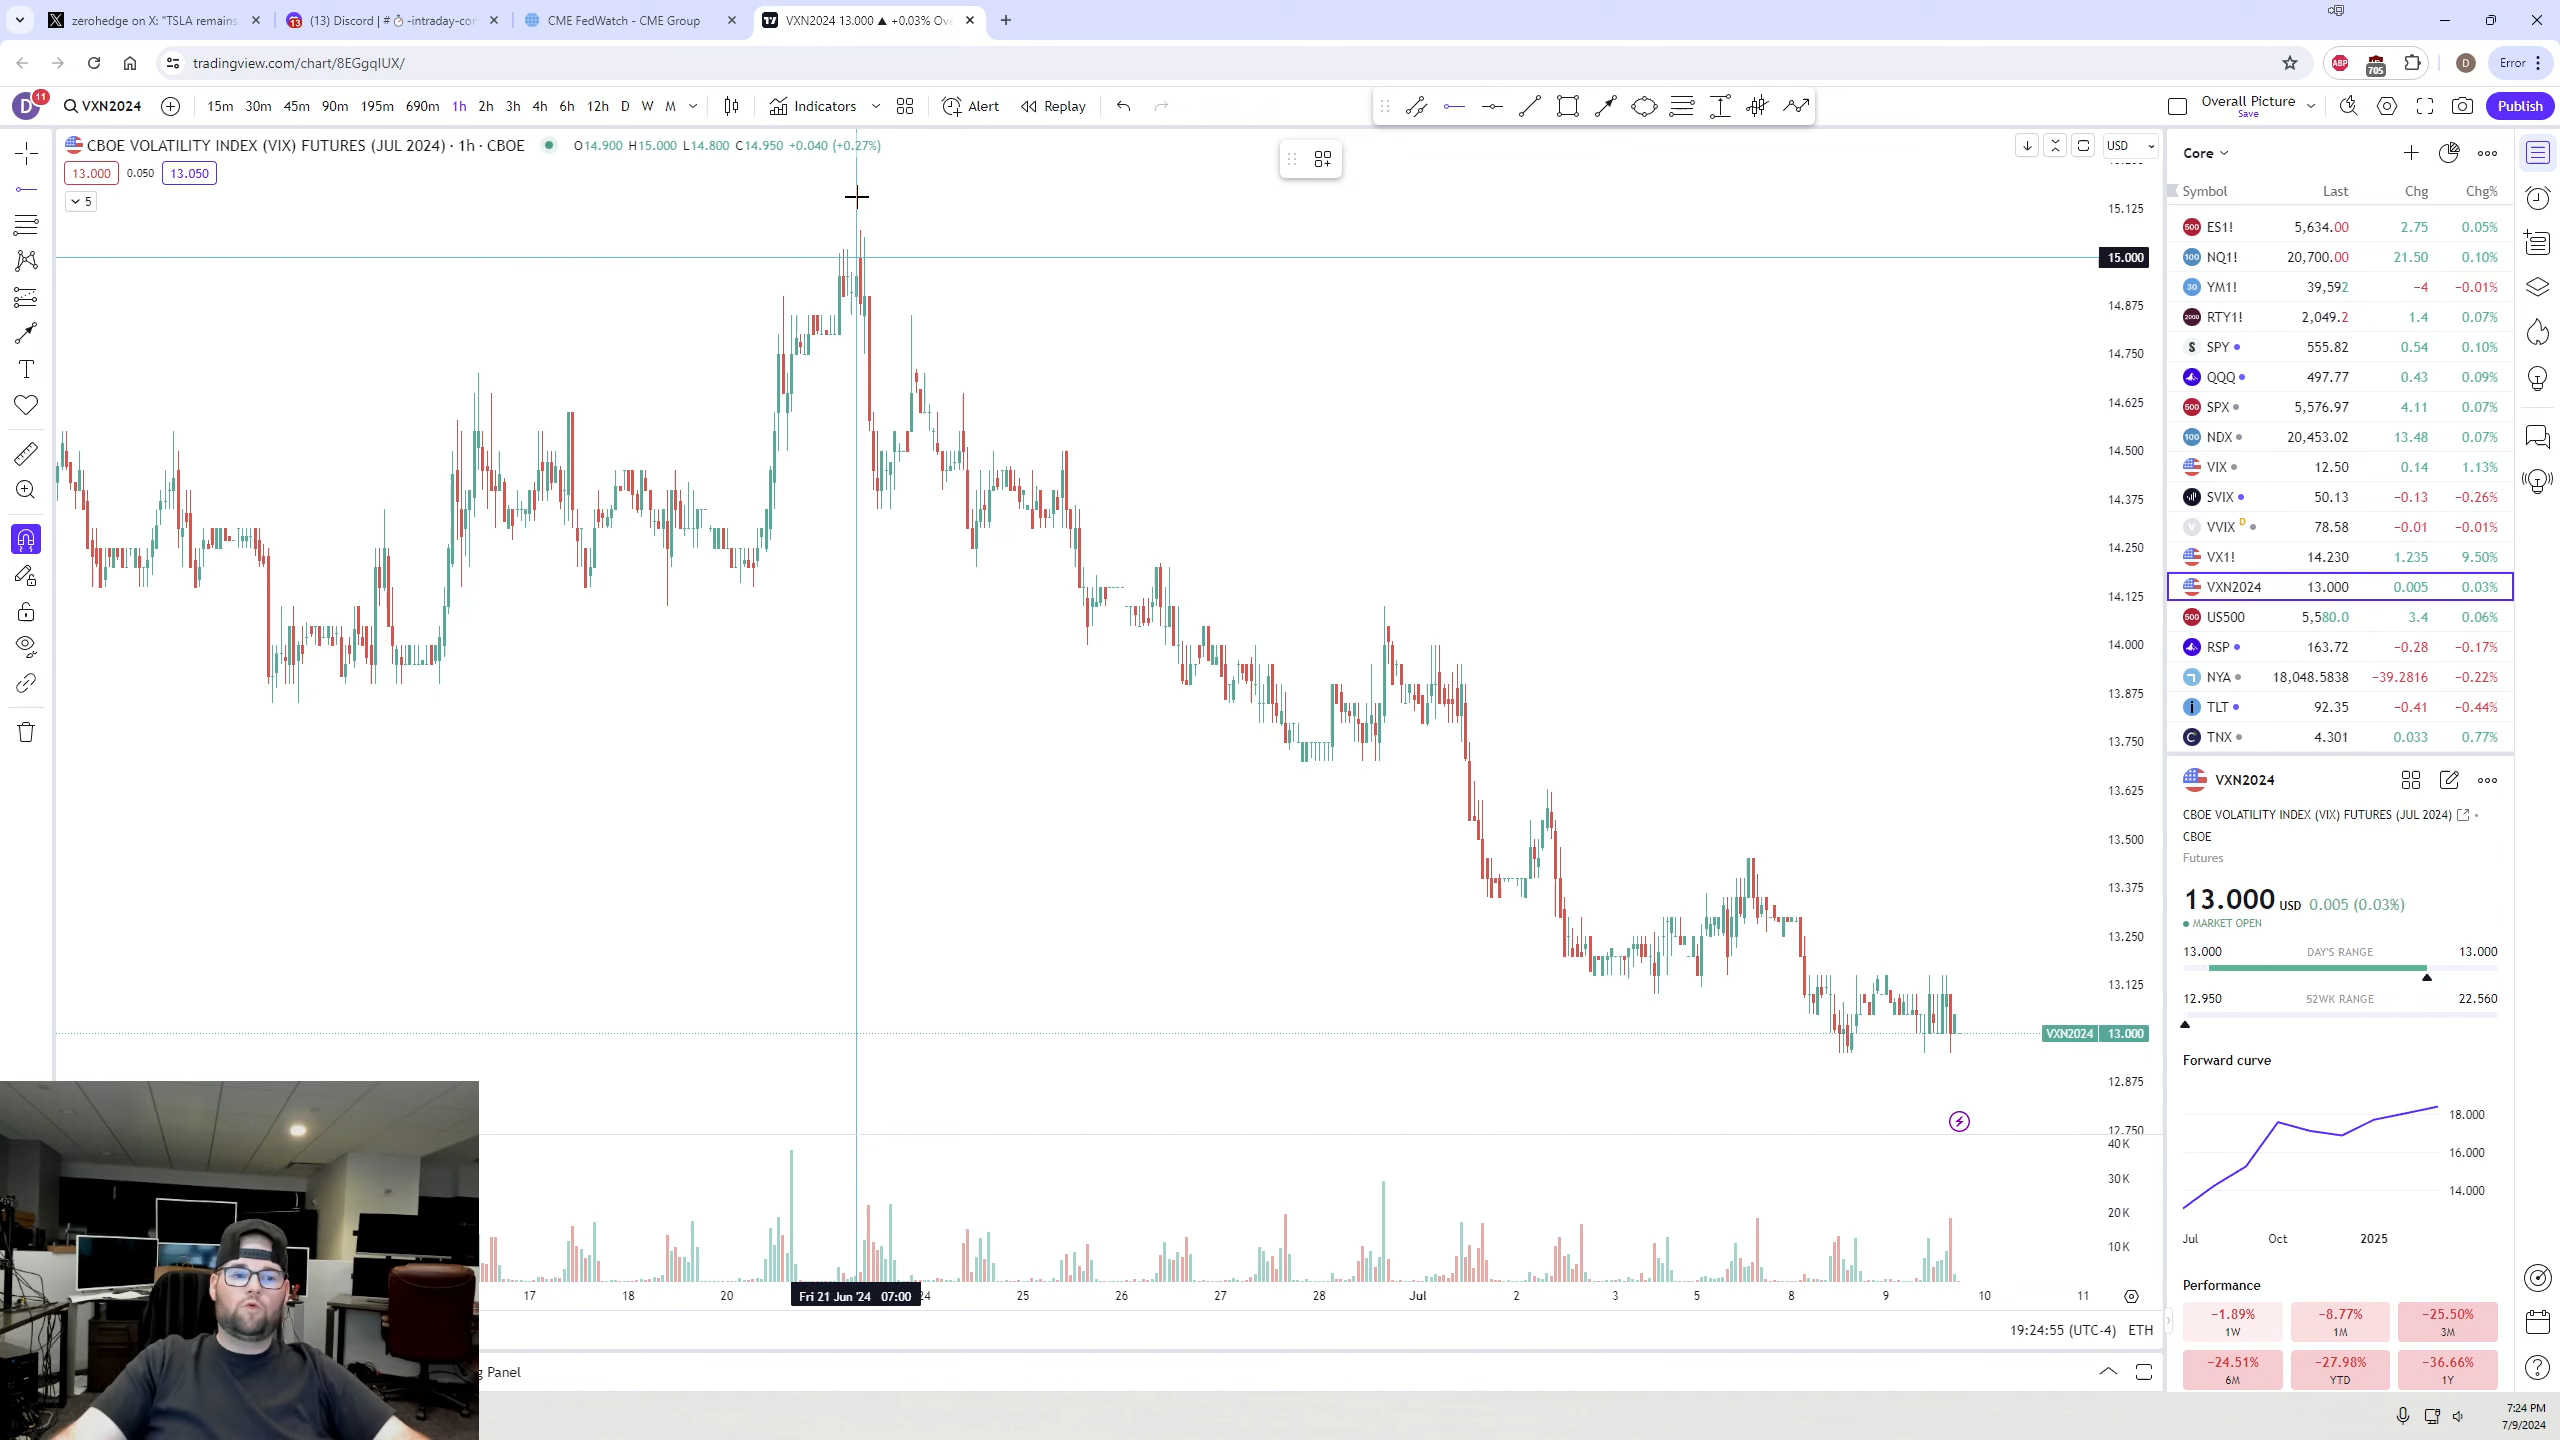 zerohedge on X: "TSLA remains
(13) Discord | # -intraday-con
CME FedWatch - CME Group
VXN2024 13.000 ▲ +0.03% Ove
tradingview.com/chart/8EGgqIUX/
ABP
705
D
Error
D
11
VXN2024
15m 30m 45m 90m 195m 690m 1h 2h 3h 4h 6h 12h D W M
Indicators
Alert
Replay
Overall Picture
Save
Publish
CBOE VOLATILITY INDEX (VIX) FUTURES (JUL 2024) · 1h · CBOE
O14.900 H15.000 L14.800 C14.950 +0.040 (+0.27%)
13.000 0.050 13.050
5
USD
15.125
15.000
14.875
14.750
14.625
14.500
14.375
14.250
14.125
14.000
13.875
13.750
13.625
13.500
13.375
13.250
13.125
VXN2024 13.000
12.875
12.750
40 K
30 K
20 K
10 K
17 18 20 Fri 21 Jun '24 07:00 24 25 26 27 28 Jul 2 3 5 8 9 10 11
19:24:55 (UTC-4) ETH
g Panel
Core
Symbol Last Chg Chg%
ES1! 5,634.00 2.75 0.05%
NQ1! 20,700.00 21.50 0.10%
YM1! 39,592 −4 −0.01%
RTY1! 2,049.2 1.4 0.07%
SPY 555.82 0.54 0.10%
QQQ 497.77 0.43 0.09%
SPX 5,576.97 4.11 0.07%
NDX 20,453.02 13.48 0.07%
VIX 12.50 0.14 1.13%
SVIX 50.13 −0.13 −0.26%
VVIX D 78.58 −0.01 −0.01%
VX1! 14.230 1.235 9.50%
VXN2024 13.000 0.005 0.03%
US500 5,580.0 3.4 0.06%
RSP 163.72 −0.28 −0.17%
NYA 18,048.5838 −39.2816 −0.22%
TLT 92.35 −0.41 −0.44%
TNX 4.301 0.033 0.77%
VXN2024
CBOE VOLATILITY INDEX (VIX) FUTURES (JUL 2024) •
CBOE
Futures
13.000 USD 0.005 (0.03%)
MARKET OPEN
13.000 DAY'S RANGE 13.000
12.950 52WK RANGE 22.560
Forward curve
18.000
16.000
14.000
Jul Oct 2025
Performance
−1.89% −8.77% −25.50%
1W 1M 3M
−24.51% −27.98% −36.66%
6M YTD 1Y
7:24 PM
7/9/2024